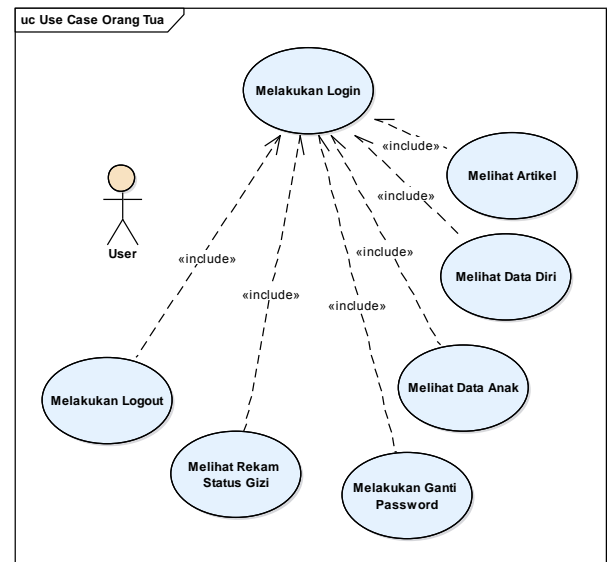 uc Use Case Orang Tua
Melakukan Login
«include»
Melihat Artikel
«include»
User
«include»
«include»
Melihat Data Diri
«include»
«include»
Melihat Data Anak
Melakukan Logout
Melihat Rekam
Status Gizi
Melakukan Ganti
Password